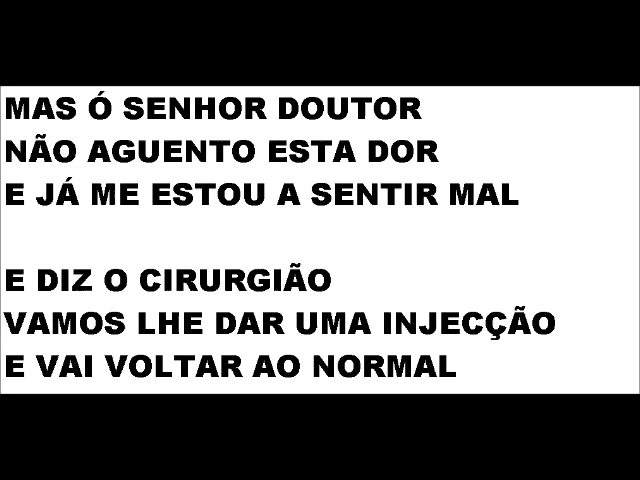 MAS Ó SENHOR DOUTOR
NÃO AGUENTO ESTA DOR
E JÁ ME ESTOU A SENTIR MAL
E DIZ O CIRURGIÃO
VAMOS LHE DAR UMA INJECÇÃO
E VAI VOLTAR AO NORMAL